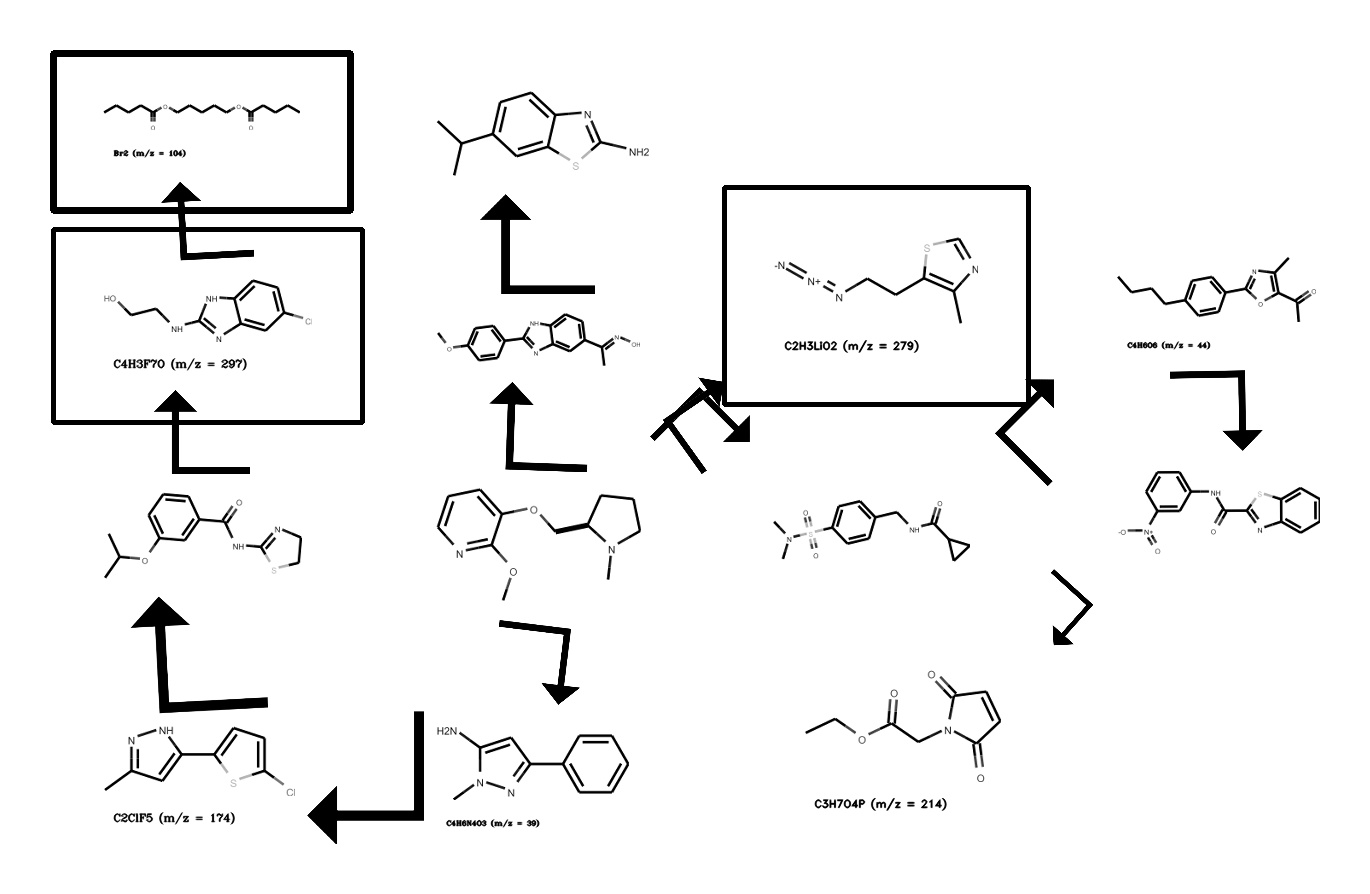 O
O
O
O
Br2 (m/z = 104)
N
S
NH2
HO
NH
NH
N
Cl
C4H3F7O (m/z = 297)
O
NH
N
N
OH
-N
N+
N
S
N
C2H3LiO2 (m/z = 279)
N
O
O
C4H6O6 (m/z = 44)
O
O
NH
N
S
O
N
N
O
O
S
O
N
NH
O
NH
O
S
N
-O
N+
O
N
NH
S
Cl
C2ClF5 (m/z = 174)
H2N
N
N
C4H6N4O3 (m/z = 39)
O
O
O
N
O
C3H7O4P (m/z = 214)